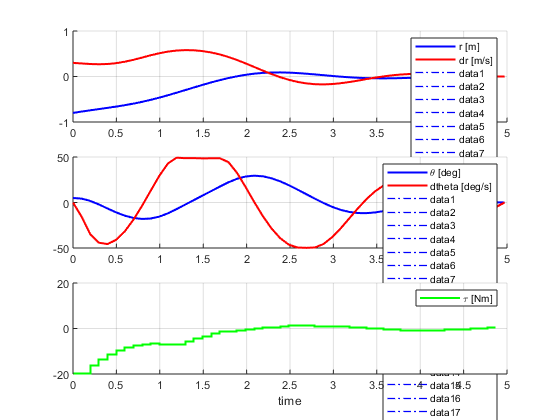 1
0
-1
0 0.5 1 1.5 2 2.5 3 3.5 5
r [m]
dr [m/s]
data1
data2
data3
data4
data5
data6
data7
50
0
-50
0 0.5 1 1.5 2 2.5 3 3.5 5
θ [deg]
dtheta [deg/s]
data1
data2
data3
data4
data5
data6
data7
20
0
-20
0 0.5 1 1.5 2 2.5 3 3.5 4 5
τ [Nm]
time
data16
data17